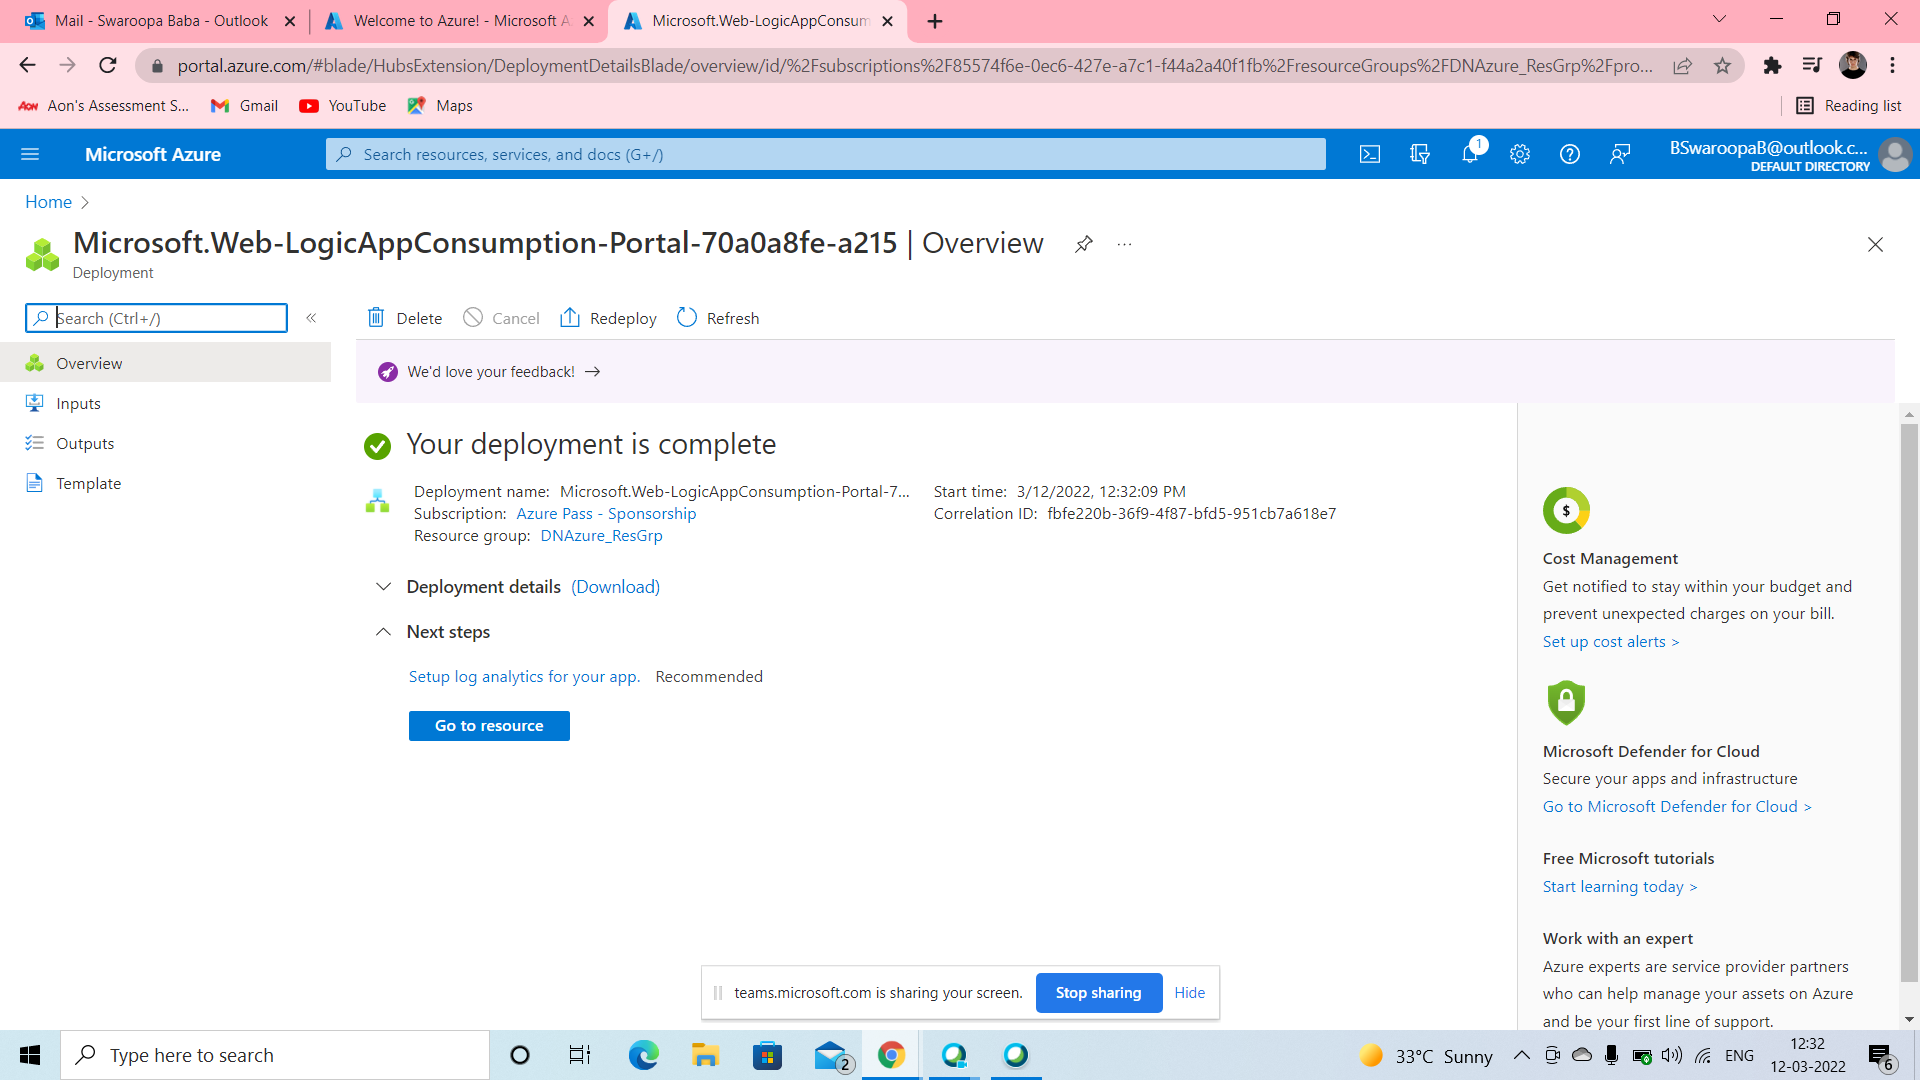 Mail - Swaroopa Baba - Outlook
Welcome to Azure! - Microsoft A
Microsoft.Web-LogicAppConsum
portal.azure.com/#blade/HubsExtension/DeploymentDetailsBlade/overview/id/%2Fsubscriptions%2F85574f6e-0ec6-427e-a7c1-f44a2a40f1fb%2FresourceGroups%2FDNAzure_ResGrp%2Fpro...
Aon
Aon's Assessment S...
Gmail
YouTube
Maps
Reading list
Microsoft Azure
Search resources, services, and docs (G+/)
1
BSwaroopaB@outlook.c...
DEFAULT DIRECTORY
Home
Microsoft.Web-LogicAppConsumption-Portal-70a0a8fe-a215 | Overview
...
Deployment
Search (Ctrl+/)
Delete
Cancel
Redeploy
Refresh
Overview
Inputs
Outputs
Template
We'd love your feedback!
Your deployment is complete
Deployment name: Microsoft.Web-LogicAppConsumption-Portal-7...
Subscription: Azure Pass - Sponsorship
Resource group: DNAzure_ResGrp
Start time: 3/12/2022, 12:32:09 PM
Correlation ID: fbfe220b-36f9-4f87-bfd5-951cb7a618e7
Deployment details (Download)
Next steps
Setup log analytics for your app. Recommended
Go to resource
$
Cost Management
Get notified to stay within your budget and
prevent unexpected charges on your bill.
Set up cost alerts >
Microsoft Defender for Cloud
Secure your apps and infrastructure
Go to Microsoft Defender for Cloud >
Free Microsoft tutorials
Start learning today >
Work with an expert
Azure experts are service provider partners
who can help manage your assets on Azure
and be your first line of support.
teams.microsoft.com is sharing your screen.
Stop sharing
Hide
Type here to search
2
33°C Sunny
ENG
12:32
12-03-2022
6